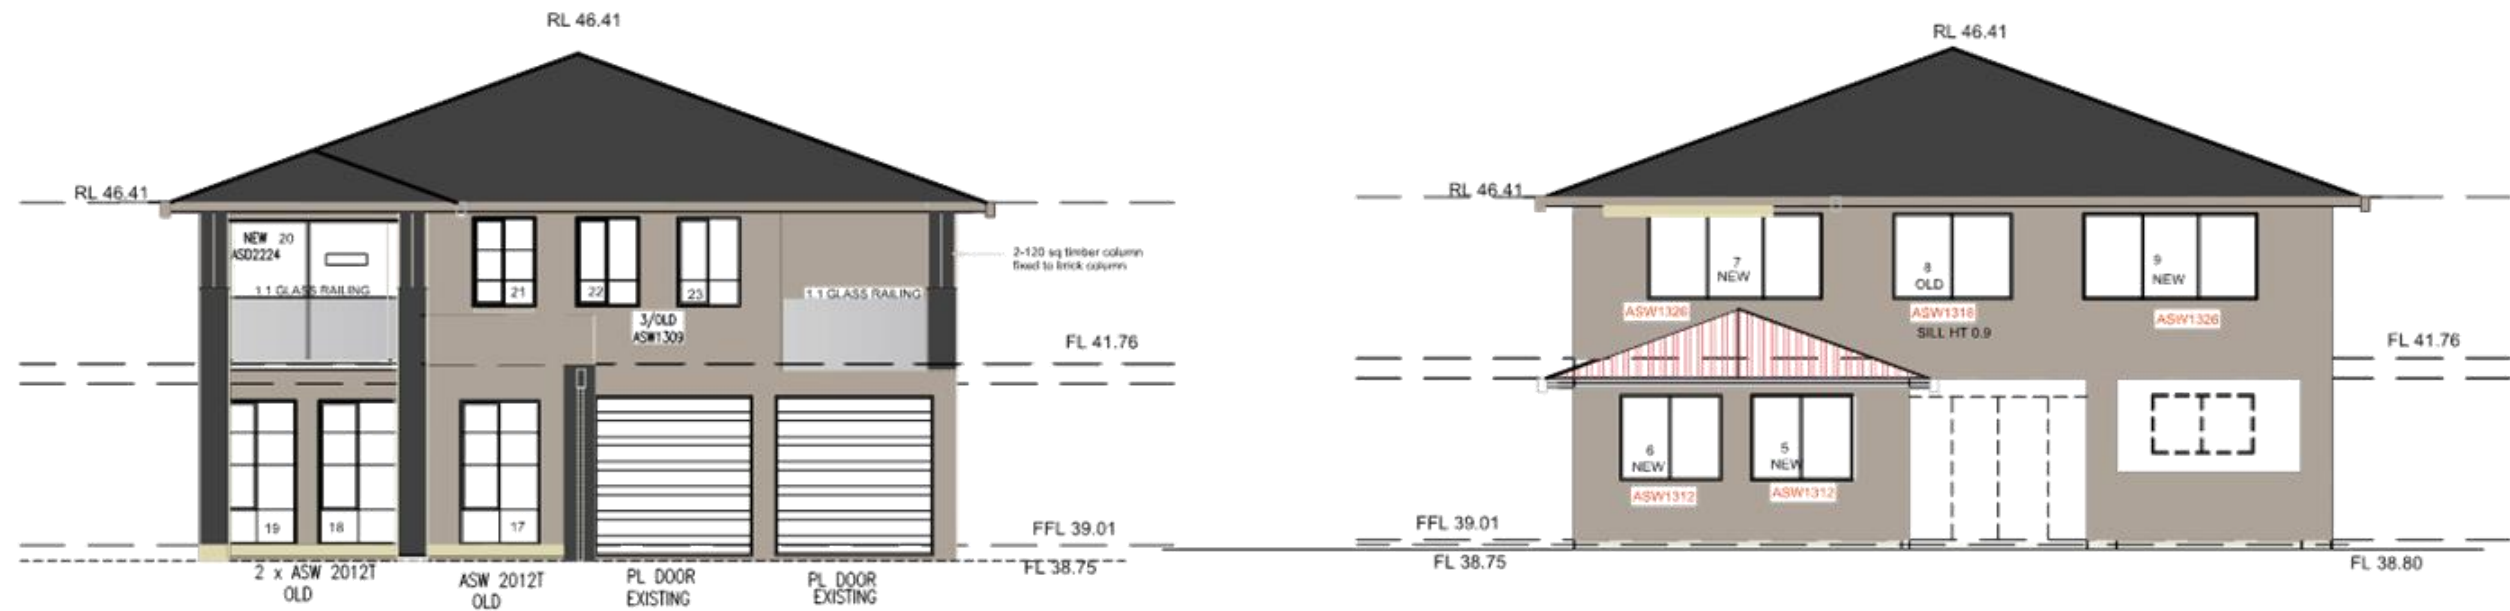 RL 46.41
RL 46.41
NEW 20
ASD2224
1.1 GLASS RAILING
21
22
23
3/OLD
ASW1309
1.1 GLASS RAILING
2-120 sq timber column
fixed to brick column
FL 41.76
19
18
17
FFL 39.01
FL 38.75
2 x ASW 2012T
OLD
ASW 2012T
OLD
PL DOOR
EXISTING
PL DOOR
EXISTING
RL 46.41
RL 46.41
7
NEW
8
OLD
9
NEW
ASW1326
ASW1318
ASW1326
SILL HT 0.9
FL 41.76
6
NEW
5
NEW
ASW1312
ASW1312
FFL 39.01
FL 38.75
FL 38.80